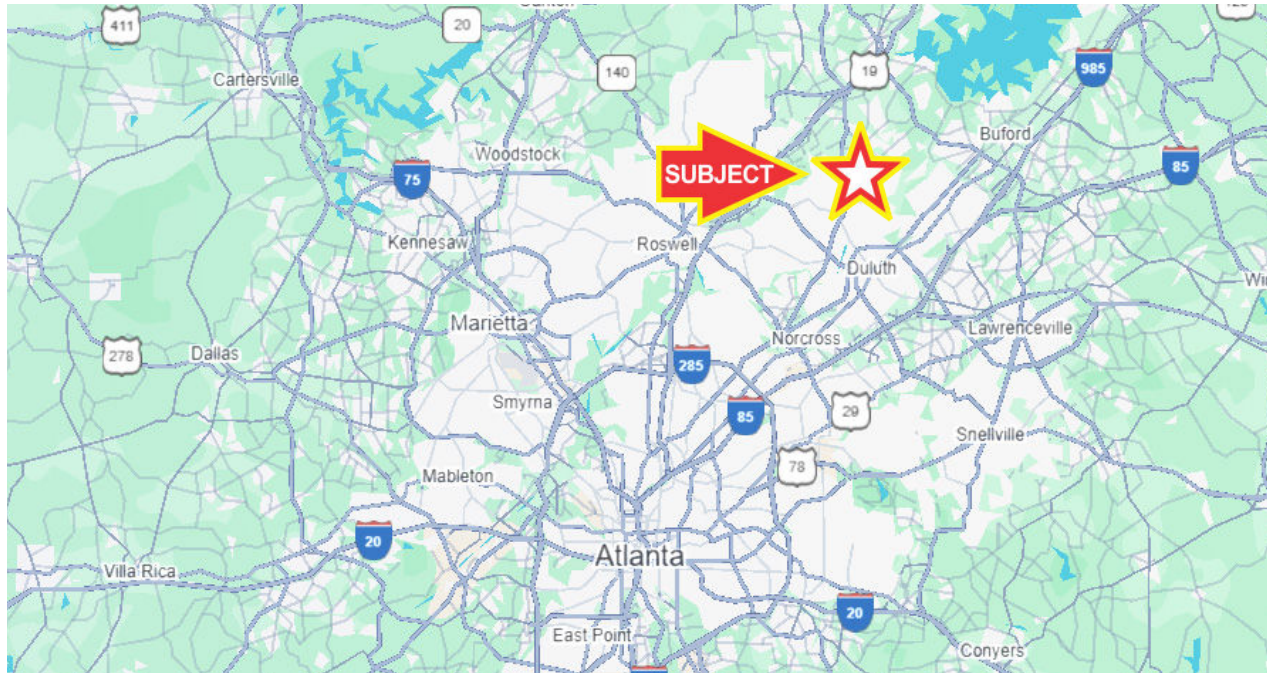 411
20
140
19
985
Cartersville
Buford
Woodstock
75
SUBJECT
85
Kennesaw
Roswell
Duluth
Marietta
Norcross
Lawrenceville
278
Dallas
285
Smyrna
85
29
Snellville
78
Mableton
20
Atlanta
Villa Rica
20
East Point
Conyers